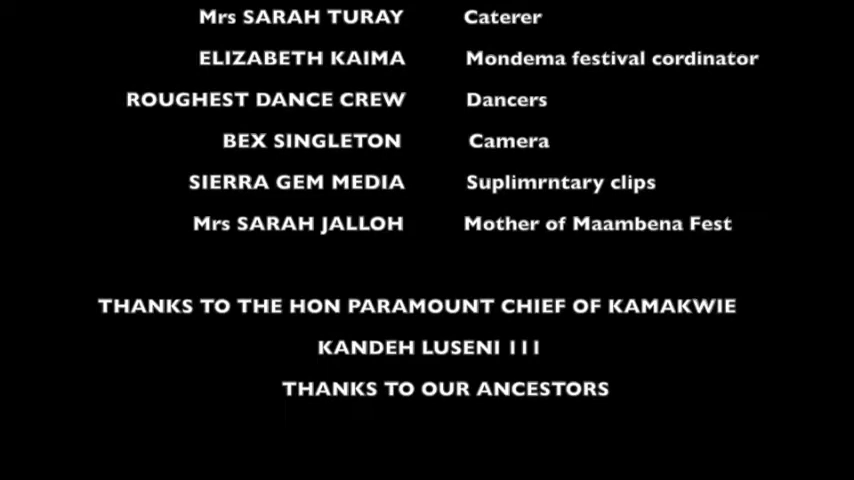 Mrs SARAH TURAY Caterer
ELIZABETH KAIMA Mondema festival cordinator
ROUGHEST DANCE CREW Dancers
BEX SINGLETON Camera
SIERRA GEM MEDIA Suplimrntary clips
Mrs SARAH JALLOH Mother of Maambena Fest
THANKS TO THE HON PARAMOUNT CHIEF OF KAMAKWIE
KANDEH LUSENI 111
THANKS TO OUR ANCESTORS